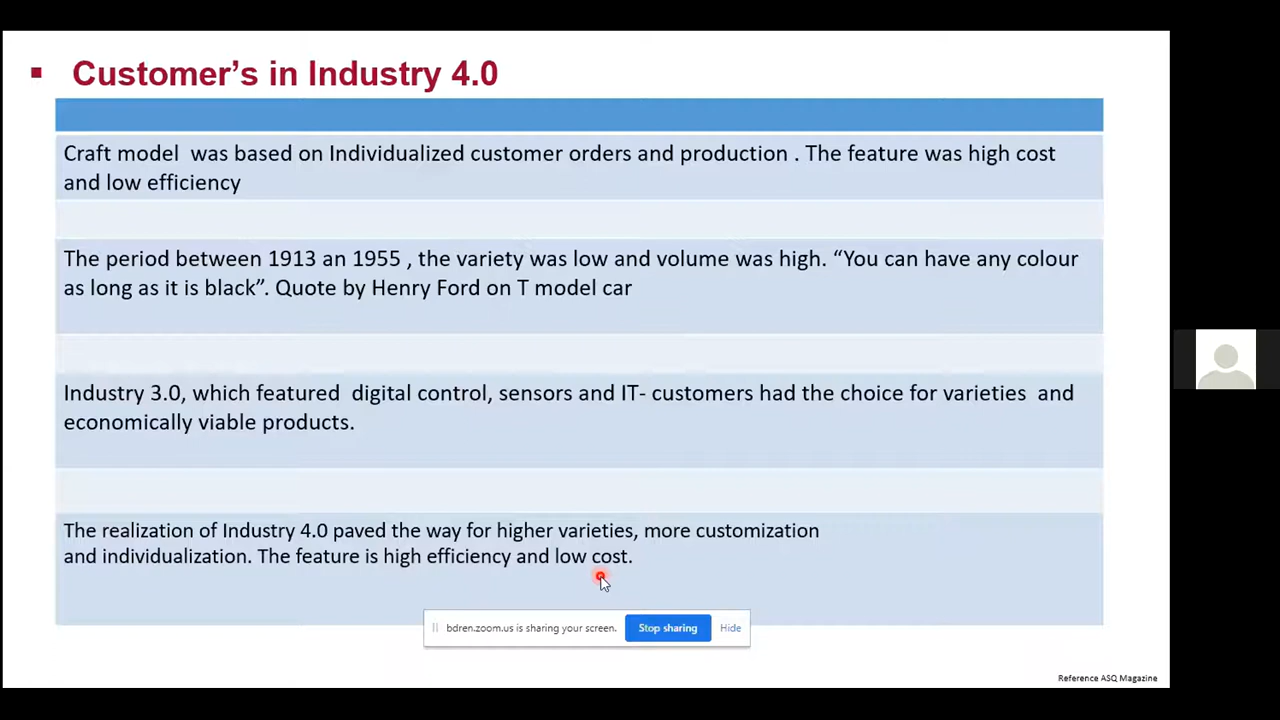 ▪ Customer’s in Industry 4.0
Craft model was based on Individualized customer orders and production . The feature was high cost
and low efficiency
The period between 1913 an 1955 , the variety was low and volume was high. “You can have any colour
as long as it is black”. Quote by Henry Ford on T model car
Industry 3.0, which featured digital control, sensors and IT- customers had the choice for varieties and
economically viable products.
The realization of Industry 4.0 paved the way for higher varieties, more customization
and individualization. The feature is high efficiency and low cost.
bdren.zoom.us is sharing your screen. Stop sharing Hide
Reference ASQ Magazine